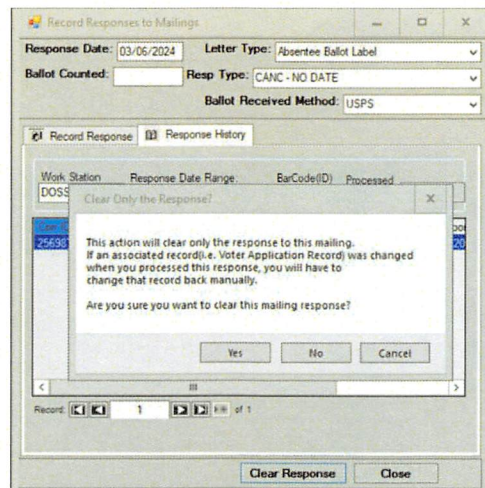 Record Responses to Mailings
Response Date: 03/06/2024 Letter Type: Absentee Ballot Label
Ballot Counted: Resp Type: CANC - NO DATE
Ballot Received Method: USPS
Record Response Response History
Work Station Response Date Range: BarCode(ID) Processed
DOSS
Clear Only the Response?
25698
20
This action will clear only the response to this mailing.
If an associated record(i.e. Voter Application Record) was changed
when you processed this response, you will have to
change that record back manually.
Are you sure you want to clear this mailing response?
Yes No Cancel
Record: 1 of 1
Clear Response Close